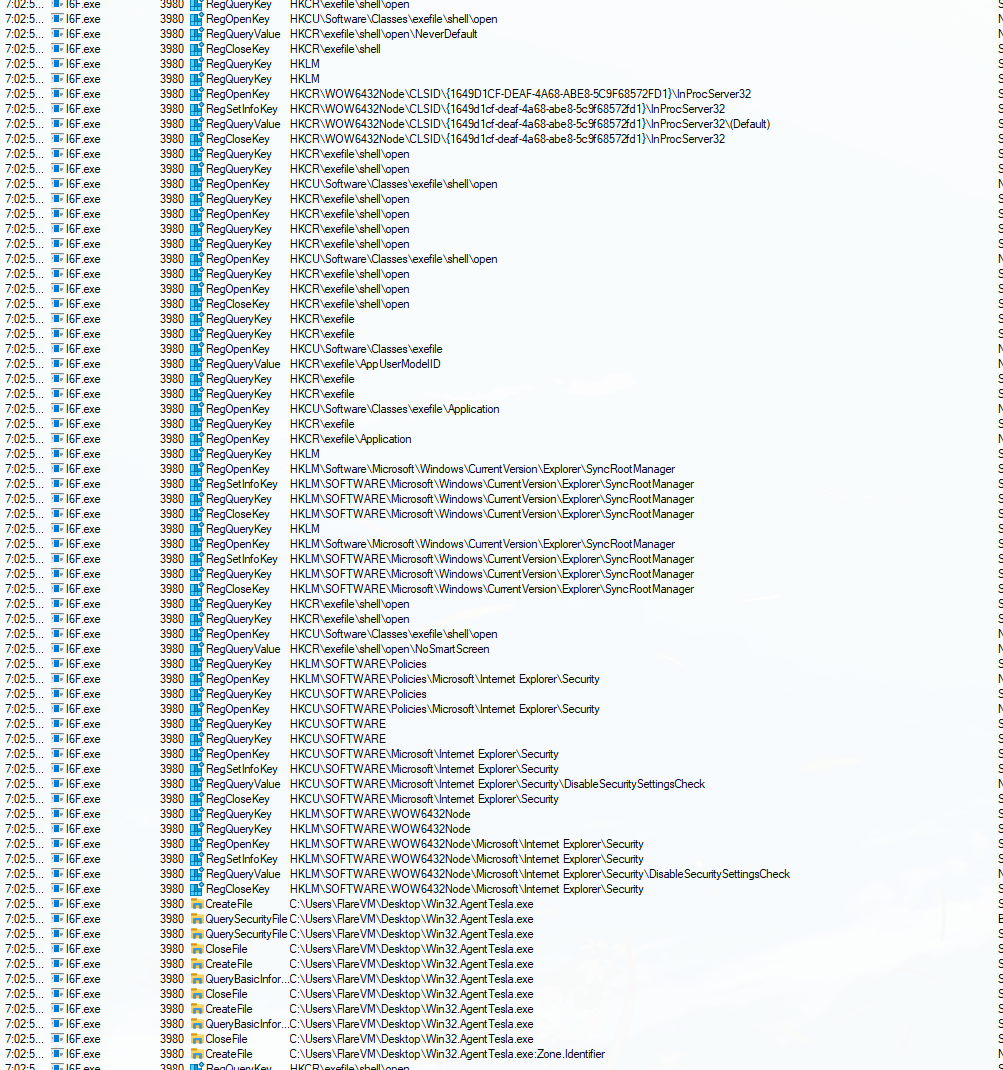 7:02:5... I6F.exe 3980 RegQueryKey HKCR\exefile\shell\open S
7:02:5... I6F.exe 3980 RegOpenKey HKCU\Software\Classes\exefile\shell\open N
7:02:5... I6F.exe 3980 RegQueryValue HKCR\exefile\shell\open\NeverDefault N
7:02:5... I6F.exe 3980 RegCloseKey HKCR\exefile\shell S
7:02:5... I6F.exe 3980 RegQueryKey HKLM S
7:02:5... I6F.exe 3980 RegQueryKey HKLM S
7:02:5... I6F.exe 3980 RegOpenKey HKCR\WOW6432Node\CLSID\{1649D1CF-DEAF-4A68-ABE8-5C9F68572FD1}\InProcServer32 S
7:02:5... I6F.exe 3980 RegSetInfoKey HKCR\WOW6432Node\CLSID\{1649d1cf-deaf-4a68-abe8-5c9f68572fd1}\InProcServer32 S
7:02:5... I6F.exe 3980 RegQueryValue HKCR\WOW6432Node\CLSID\{1649d1cf-deaf-4a68-abe8-5c9f68572fd1}\InProcServer32\(Default) S
7:02:5... I6F.exe 3980 RegCloseKey HKCR\WOW6432Node\CLSID\{1649d1cf-deaf-4a68-abe8-5c9f68572fd1}\InProcServer32 S
7:02:5... I6F.exe 3980 RegQueryKey HKCR\exefile\shell\open S
7:02:5... I6F.exe 3980 RegQueryKey HKCR\exefile\shell\open S
7:02:5... I6F.exe 3980 RegOpenKey HKCU\Software\Classes\exefile\shell\open N
7:02:5... I6F.exe 3980 RegQueryKey HKCR\exefile\shell\open S
7:02:5... I6F.exe 3980 RegOpenKey HKCR\exefile\shell\open S
7:02:5... I6F.exe 3980 RegQueryKey HKCR\exefile\shell\open S
7:02:5... I6F.exe 3980 RegQueryKey HKCR\exefile\shell\open S
7:02:5... I6F.exe 3980 RegOpenKey HKCU\Software\Classes\exefile\shell\open N
7:02:5... I6F.exe 3980 RegQueryKey HKCR\exefile\shell\open S
7:02:5... I6F.exe 3980 RegOpenKey HKCR\exefile\shell\open S
7:02:5... I6F.exe 3980 RegCloseKey HKCR\exefile\shell\open S
7:02:5... I6F.exe 3980 RegQueryKey HKCR\exefile S
7:02:5... I6F.exe 3980 RegQueryKey HKCR\exefile S
7:02:5... I6F.exe 3980 RegOpenKey HKCU\Software\Classes\exefile N
7:02:5... I6F.exe 3980 RegQueryValue HKCR\exefile\AppUserModelID N
7:02:5... I6F.exe 3980 RegQueryKey HKCR\exefile S
7:02:5... I6F.exe 3980 RegQueryKey HKCR\exefile S
7:02:5... I6F.exe 3980 RegOpenKey HKCU\Software\Classes\exefile\Application N
7:02:5... I6F.exe 3980 RegQueryKey HKCR\exefile S
7:02:5... I6F.exe 3980 RegOpenKey HKCR\exefile\Application N
7:02:5... I6F.exe 3980 RegQueryKey HKLM S
7:02:5... I6F.exe 3980 RegOpenKey HKLM\Software\Microsoft\Windows\CurrentVersion\Explorer\SyncRootManager S
7:02:5... I6F.exe 3980 RegSetInfoKey HKLM\SOFTWARE\Microsoft\Windows\CurrentVersion\Explorer\SyncRootManager S
7:02:5... I6F.exe 3980 RegQueryKey HKLM\SOFTWARE\Microsoft\Windows\CurrentVersion\Explorer\SyncRootManager S
7:02:5... I6F.exe 3980 RegCloseKey HKLM\SOFTWARE\Microsoft\Windows\CurrentVersion\Explorer\SyncRootManager S
7:02:5... I6F.exe 3980 RegQueryKey HKLM S
7:02:5... I6F.exe 3980 RegOpenKey HKLM\Software\Microsoft\Windows\CurrentVersion\Explorer\SyncRootManager S
7:02:5... I6F.exe 3980 RegSetInfoKey HKLM\SOFTWARE\Microsoft\Windows\CurrentVersion\Explorer\SyncRootManager S
7:02:5... I6F.exe 3980 RegQueryKey HKLM\SOFTWARE\Microsoft\Windows\CurrentVersion\Explorer\SyncRootManager S
7:02:5... I6F.exe 3980 RegCloseKey HKLM\SOFTWARE\Microsoft\Windows\CurrentVersion\Explorer\SyncRootManager S
7:02:5... I6F.exe 3980 RegQueryKey HKCR\exefile\shell\open S
7:02:5... I6F.exe 3980 RegQueryKey HKCR\exefile\shell\open S
7:02:5... I6F.exe 3980 RegOpenKey HKCU\Software\Classes\exefile\shell\open N
7:02:5... I6F.exe 3980 RegQueryValue HKCR\exefile\shell\open\NoSmartScreen N
7:02:5... I6F.exe 3980 RegQueryKey HKLM\SOFTWARE\Policies S
7:02:5... I6F.exe 3980 RegOpenKey HKLM\SOFTWARE\Policies\Microsoft\Internet Explorer\Security N
7:02:5... I6F.exe 3980 RegQueryKey HKCU\SOFTWARE\Policies S
7:02:5... I6F.exe 3980 RegOpenKey HKCU\SOFTWARE\Policies\Microsoft\Internet Explorer\Security N
7:02:5... I6F.exe 3980 RegQueryKey HKCU\SOFTWARE S
7:02:5... I6F.exe 3980 RegQueryKey HKCU\SOFTWARE S
7:02:5... I6F.exe 3980 RegOpenKey HKCU\SOFTWARE\Microsoft\Internet Explorer\Security S
7:02:5... I6F.exe 3980 RegSetInfoKey HKCU\SOFTWARE\Microsoft\Internet Explorer\Security S
7:02:5... I6F.exe 3980 RegQueryValue HKCU\SOFTWARE\Microsoft\Internet Explorer\Security\DisableSecuritySettingsCheck N
7:02:5... I6F.exe 3980 RegCloseKey HKCU\SOFTWARE\Microsoft\Internet Explorer\Security S
7:02:5... I6F.exe 3980 RegQueryKey HKLM\SOFTWARE\WOW6432Node S
7:02:5... I6F.exe 3980 RegQueryKey HKLM\SOFTWARE\WOW6432Node S
7:02:5... I6F.exe 3980 RegOpenKey HKLM\SOFTWARE\WOW6432Node\Microsoft\Internet Explorer\Security S
7:02:5... I6F.exe 3980 RegSetInfoKey HKLM\SOFTWARE\WOW6432Node\Microsoft\Internet Explorer\Security S
7:02:5... I6F.exe 3980 RegQueryValue HKLM\SOFTWARE\WOW6432Node\Microsoft\Internet Explorer\Security\DisableSecuritySettingsCheck N
7:02:5... I6F.exe 3980 RegCloseKey HKLM\SOFTWARE\WOW6432Node\Microsoft\Internet Explorer\Security S
7:02:5... I6F.exe 3980 CreateFile C:\Users\FlareVM\Desktop\Win32.AgentTesla.exe S
7:02:5... I6F.exe 3980 QuerySecurityFile C:\Users\FlareVM\Desktop\Win32.AgentTesla.exe B
7:02:5... I6F.exe 3980 QuerySecurityFile C:\Users\FlareVM\Desktop\Win32.AgentTesla.exe S
7:02:5... I6F.exe 3980 CloseFile C:\Users\FlareVM\Desktop\Win32.AgentTesla.exe S
7:02:5... I6F.exe 3980 CreateFile C:\Users\FlareVM\Desktop\Win32.AgentTesla.exe S
7:02:5... I6F.exe 3980 QueryBasicInfor... C:\Users\FlareVM\Desktop\Win32.AgentTesla.exe S
7:02:5... I6F.exe 3980 CloseFile C:\Users\FlareVM\Desktop\Win32.AgentTesla.exe S
7:02:5... I6F.exe 3980 CreateFile C:\Users\FlareVM\Desktop\Win32.AgentTesla.exe S
7:02:5... I6F.exe 3980 QueryBasicInfor... C:\Users\FlareVM\Desktop\Win32.AgentTesla.exe S
7:02:5... I6F.exe 3980 CloseFile C:\Users\FlareVM\Desktop\Win32.AgentTesla.exe S
7:02:5... I6F.exe 3980 CreateFile C:\Users\FlareVM\Desktop\Win32.AgentTesla.exe:Zone.Identifier N
7:02:5... I6F.exe 3980 RegQueryKey HKCR\exefile\shell\open S